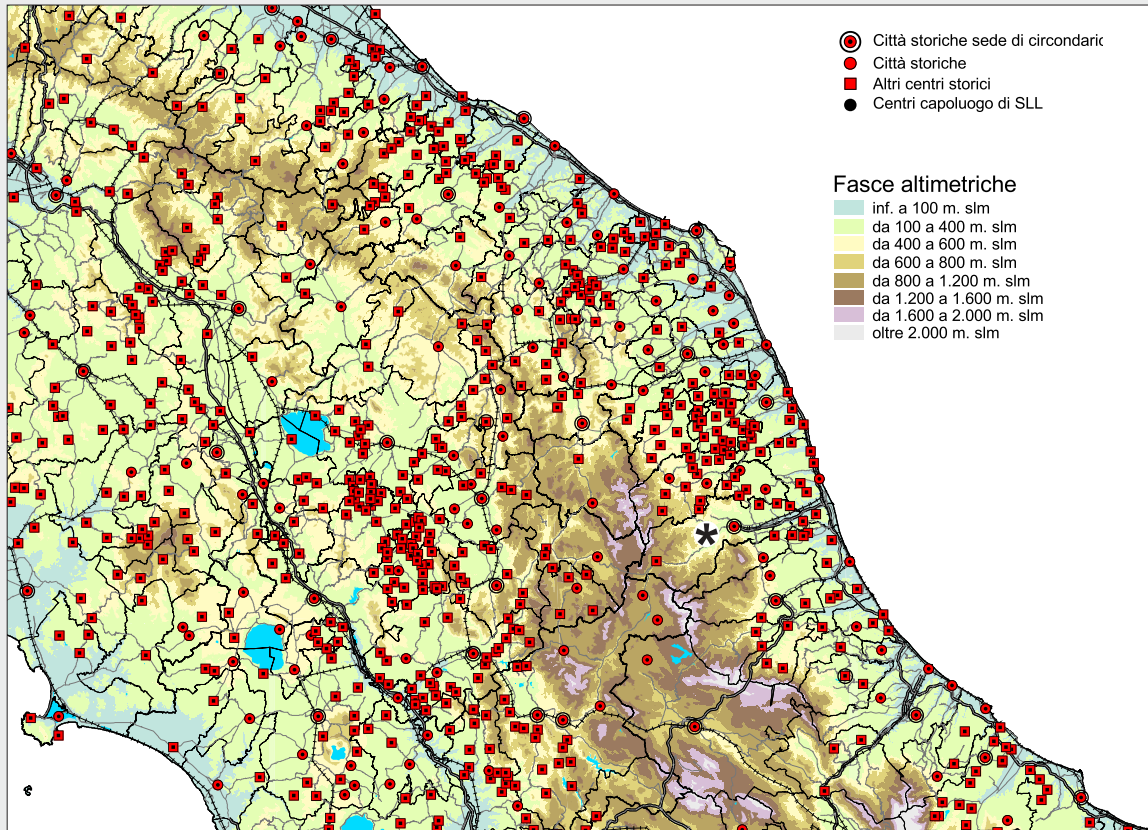 Città storiche sede di circondaric
Città storiche
Altri centri storici
Centri capoluogo di SLL
Fasce altimetriche
inf. a 100 m. slm
da 100 a 400 m. slm
da 400 a 600 m. slm
da 600 a 800 m. slm
da 800 a 1.200 m. slm
da 1.200 a 1.600 m. slm
da 1.600 a 2.000 m. slm
oltre 2.000 m. slm
*